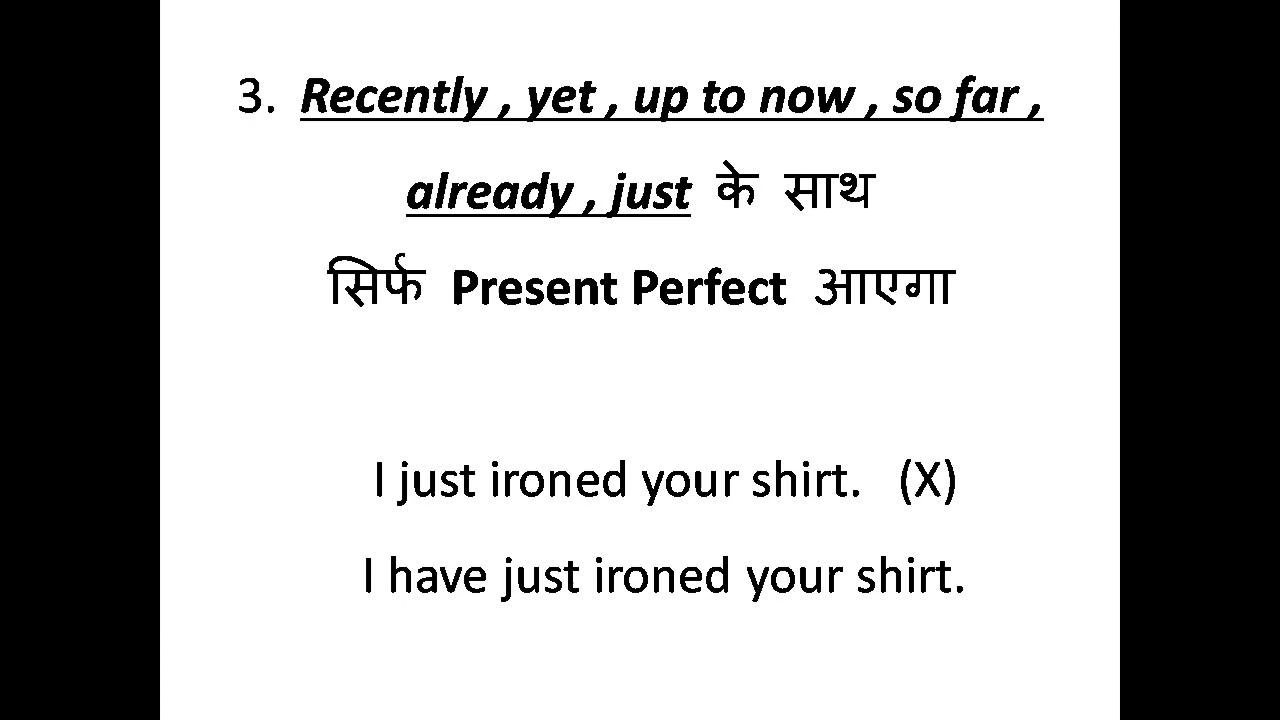 3. Recently , yet , up to now , so far ,
already , just के साथ
सिर्फ Present Perfect आएगा
I just ironed your shirt. (X)
I have just ironed your shirt.